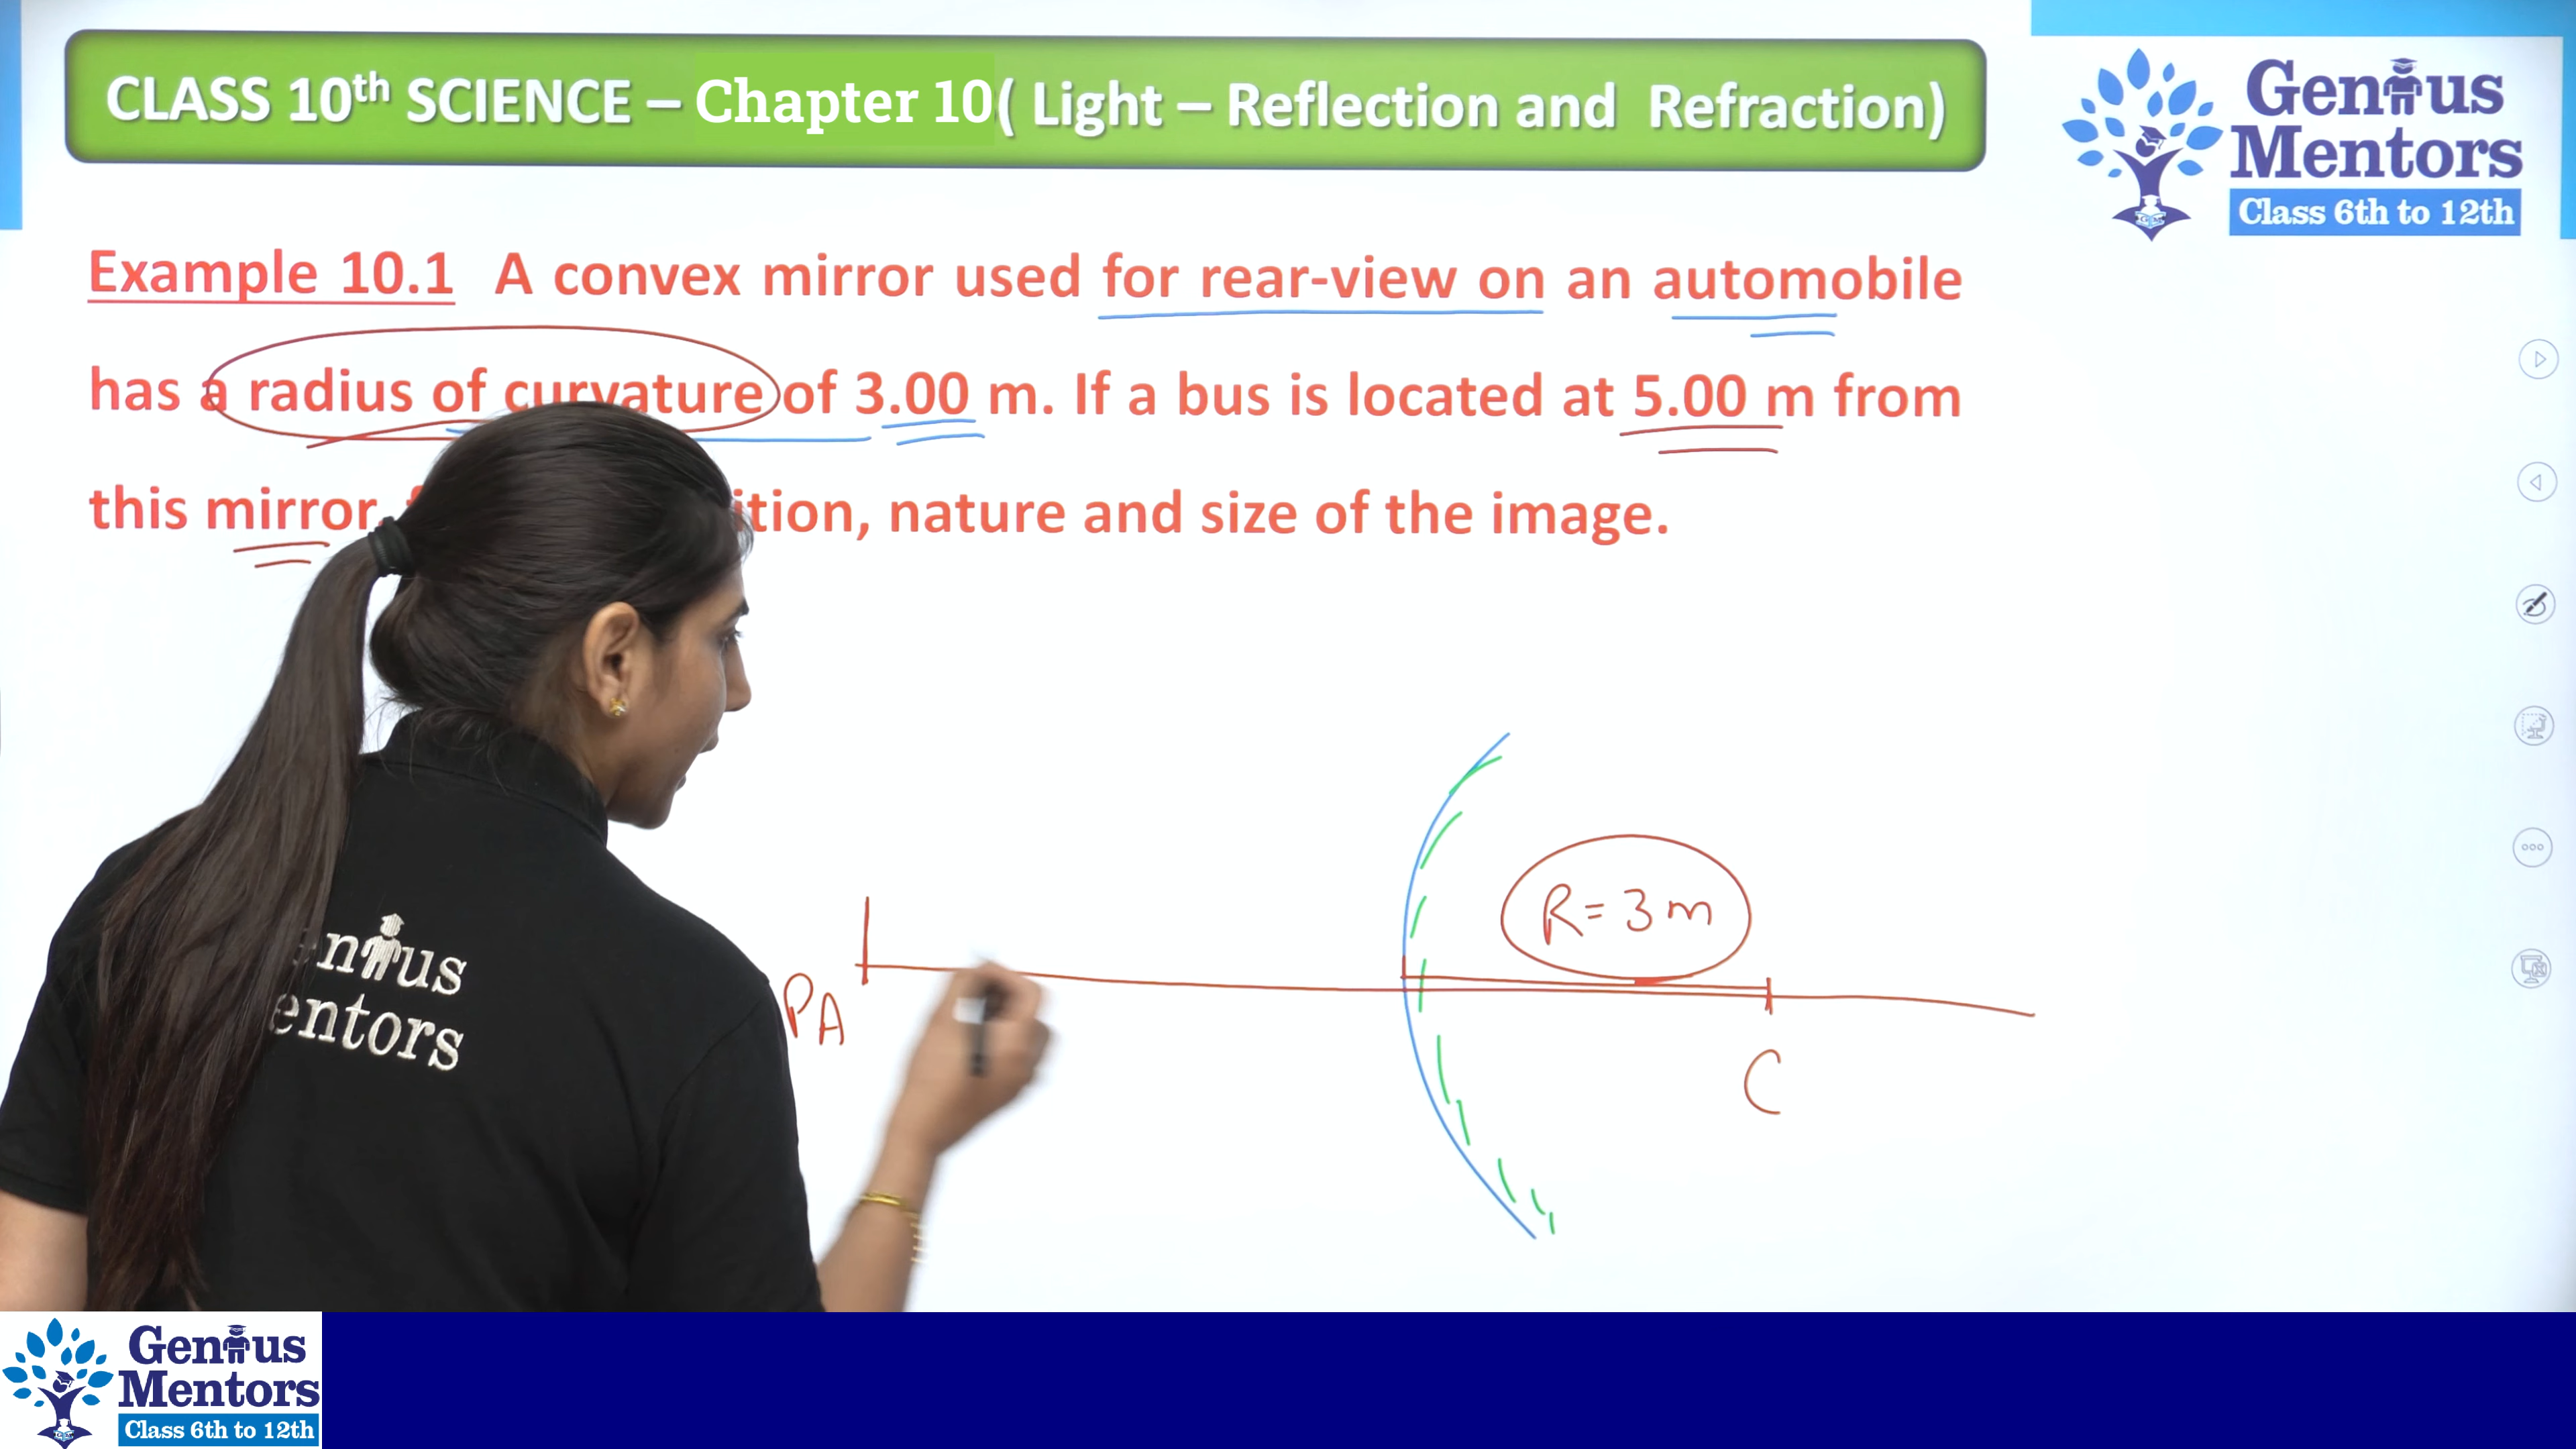 CLASS 10th SCIENCE – Chapter 10( Light – Reflection and Refraction)
Genius
Mentors
Class 6th to 12th
Example 10.1 A convex mirror used for rear-view on an automobile
has a radius of curvature of 3.00 m. If a bus is located at 5.00 m from
this mirror, ition, nature and size of the image.
R = 3 m
PA
C
enius
entors
Genius
Mentors
Class 6th to 12th